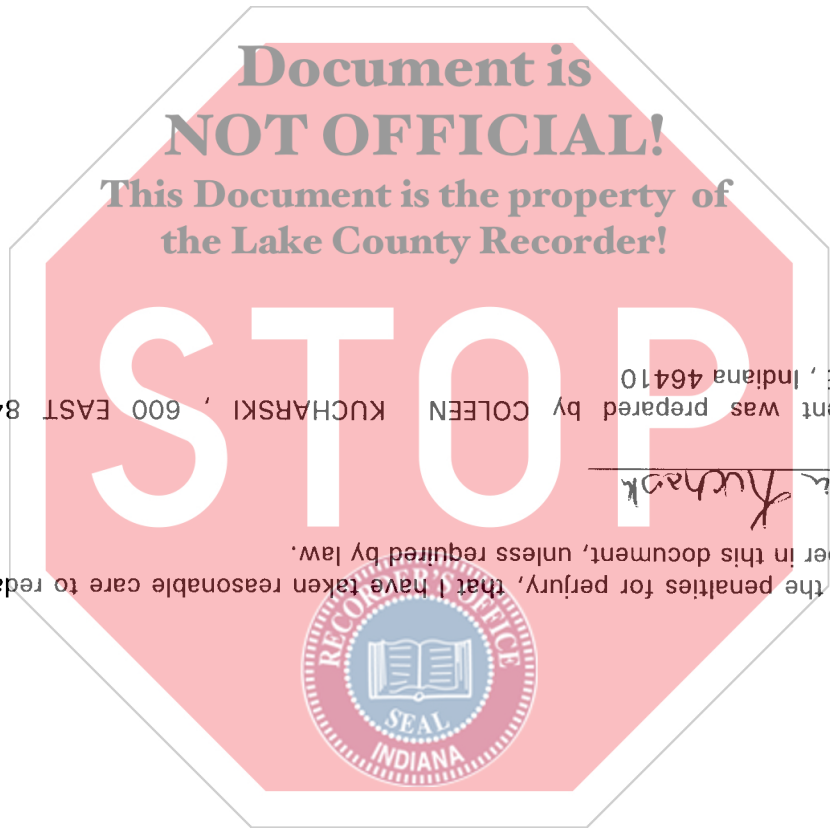 Document is
NOT OFFICIAL!
This Document is the property of
the Lake County Recorder!
STOP
the penalties for perjury, that I have taken reasonable care to
in this document, unless required by law.
was prepared by COLEEN KUCHARSKI , 600 EAST
, Indiana 46410
RECORDER'S OFFICE
SEAL
INDIANA